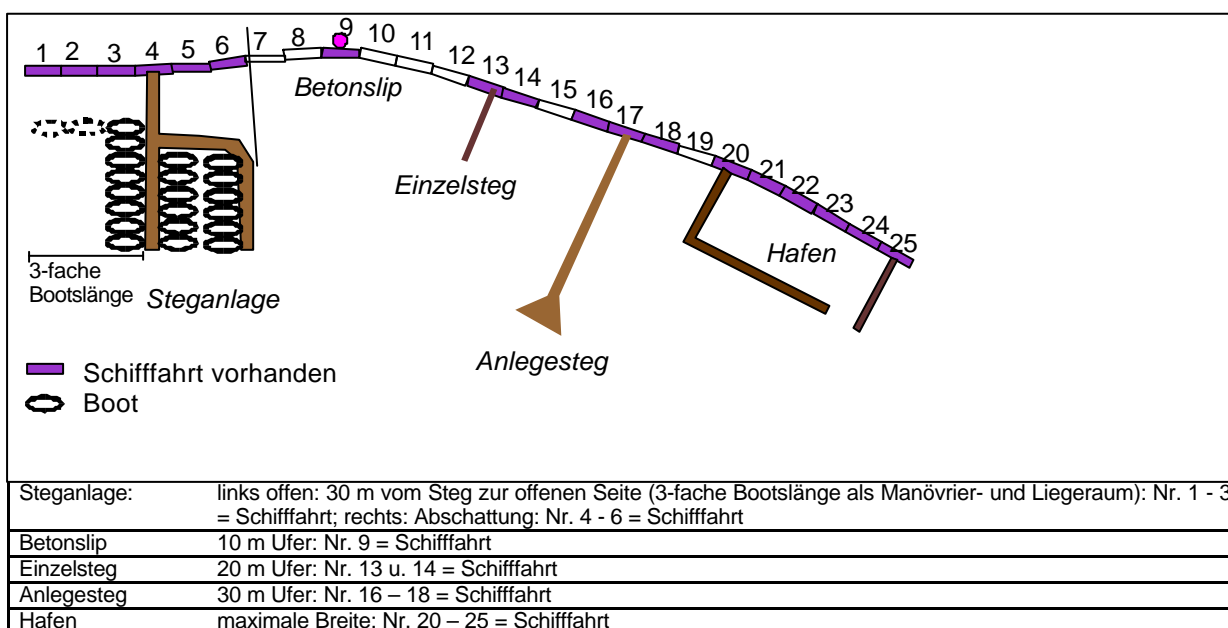 1 2 3 4 5 6 7 8 9 10 11 12 13 14 15 16 17 18 19 20 21 22 23 24 25
Betonslip
Einzelsteg
Hafen
3-fache
Bootslänge
Steganlage
Anlegesteg
Schifffahrt vorhanden
Boot
Steganlage: links offen: 30 m vom Steg zur offenen Seite (3-fache Bootslänge als Manövrier- und Liegeraum): Nr. 1 - 3
= Schifffahrt; rechts: Abschattung: Nr. 4 - 6 = Schifffahrt
Betonslip 10 m Ufer: Nr. 9 = Schifffahrt
Einzelsteg 20 m Ufer: Nr. 13 u. 14 = Schifffahrt
Anlegesteg 30 m Ufer: Nr. 16 – 18 = Schifffahrt
Hafen maximale Breite: Nr. 20 – 25 = Schifffahrt